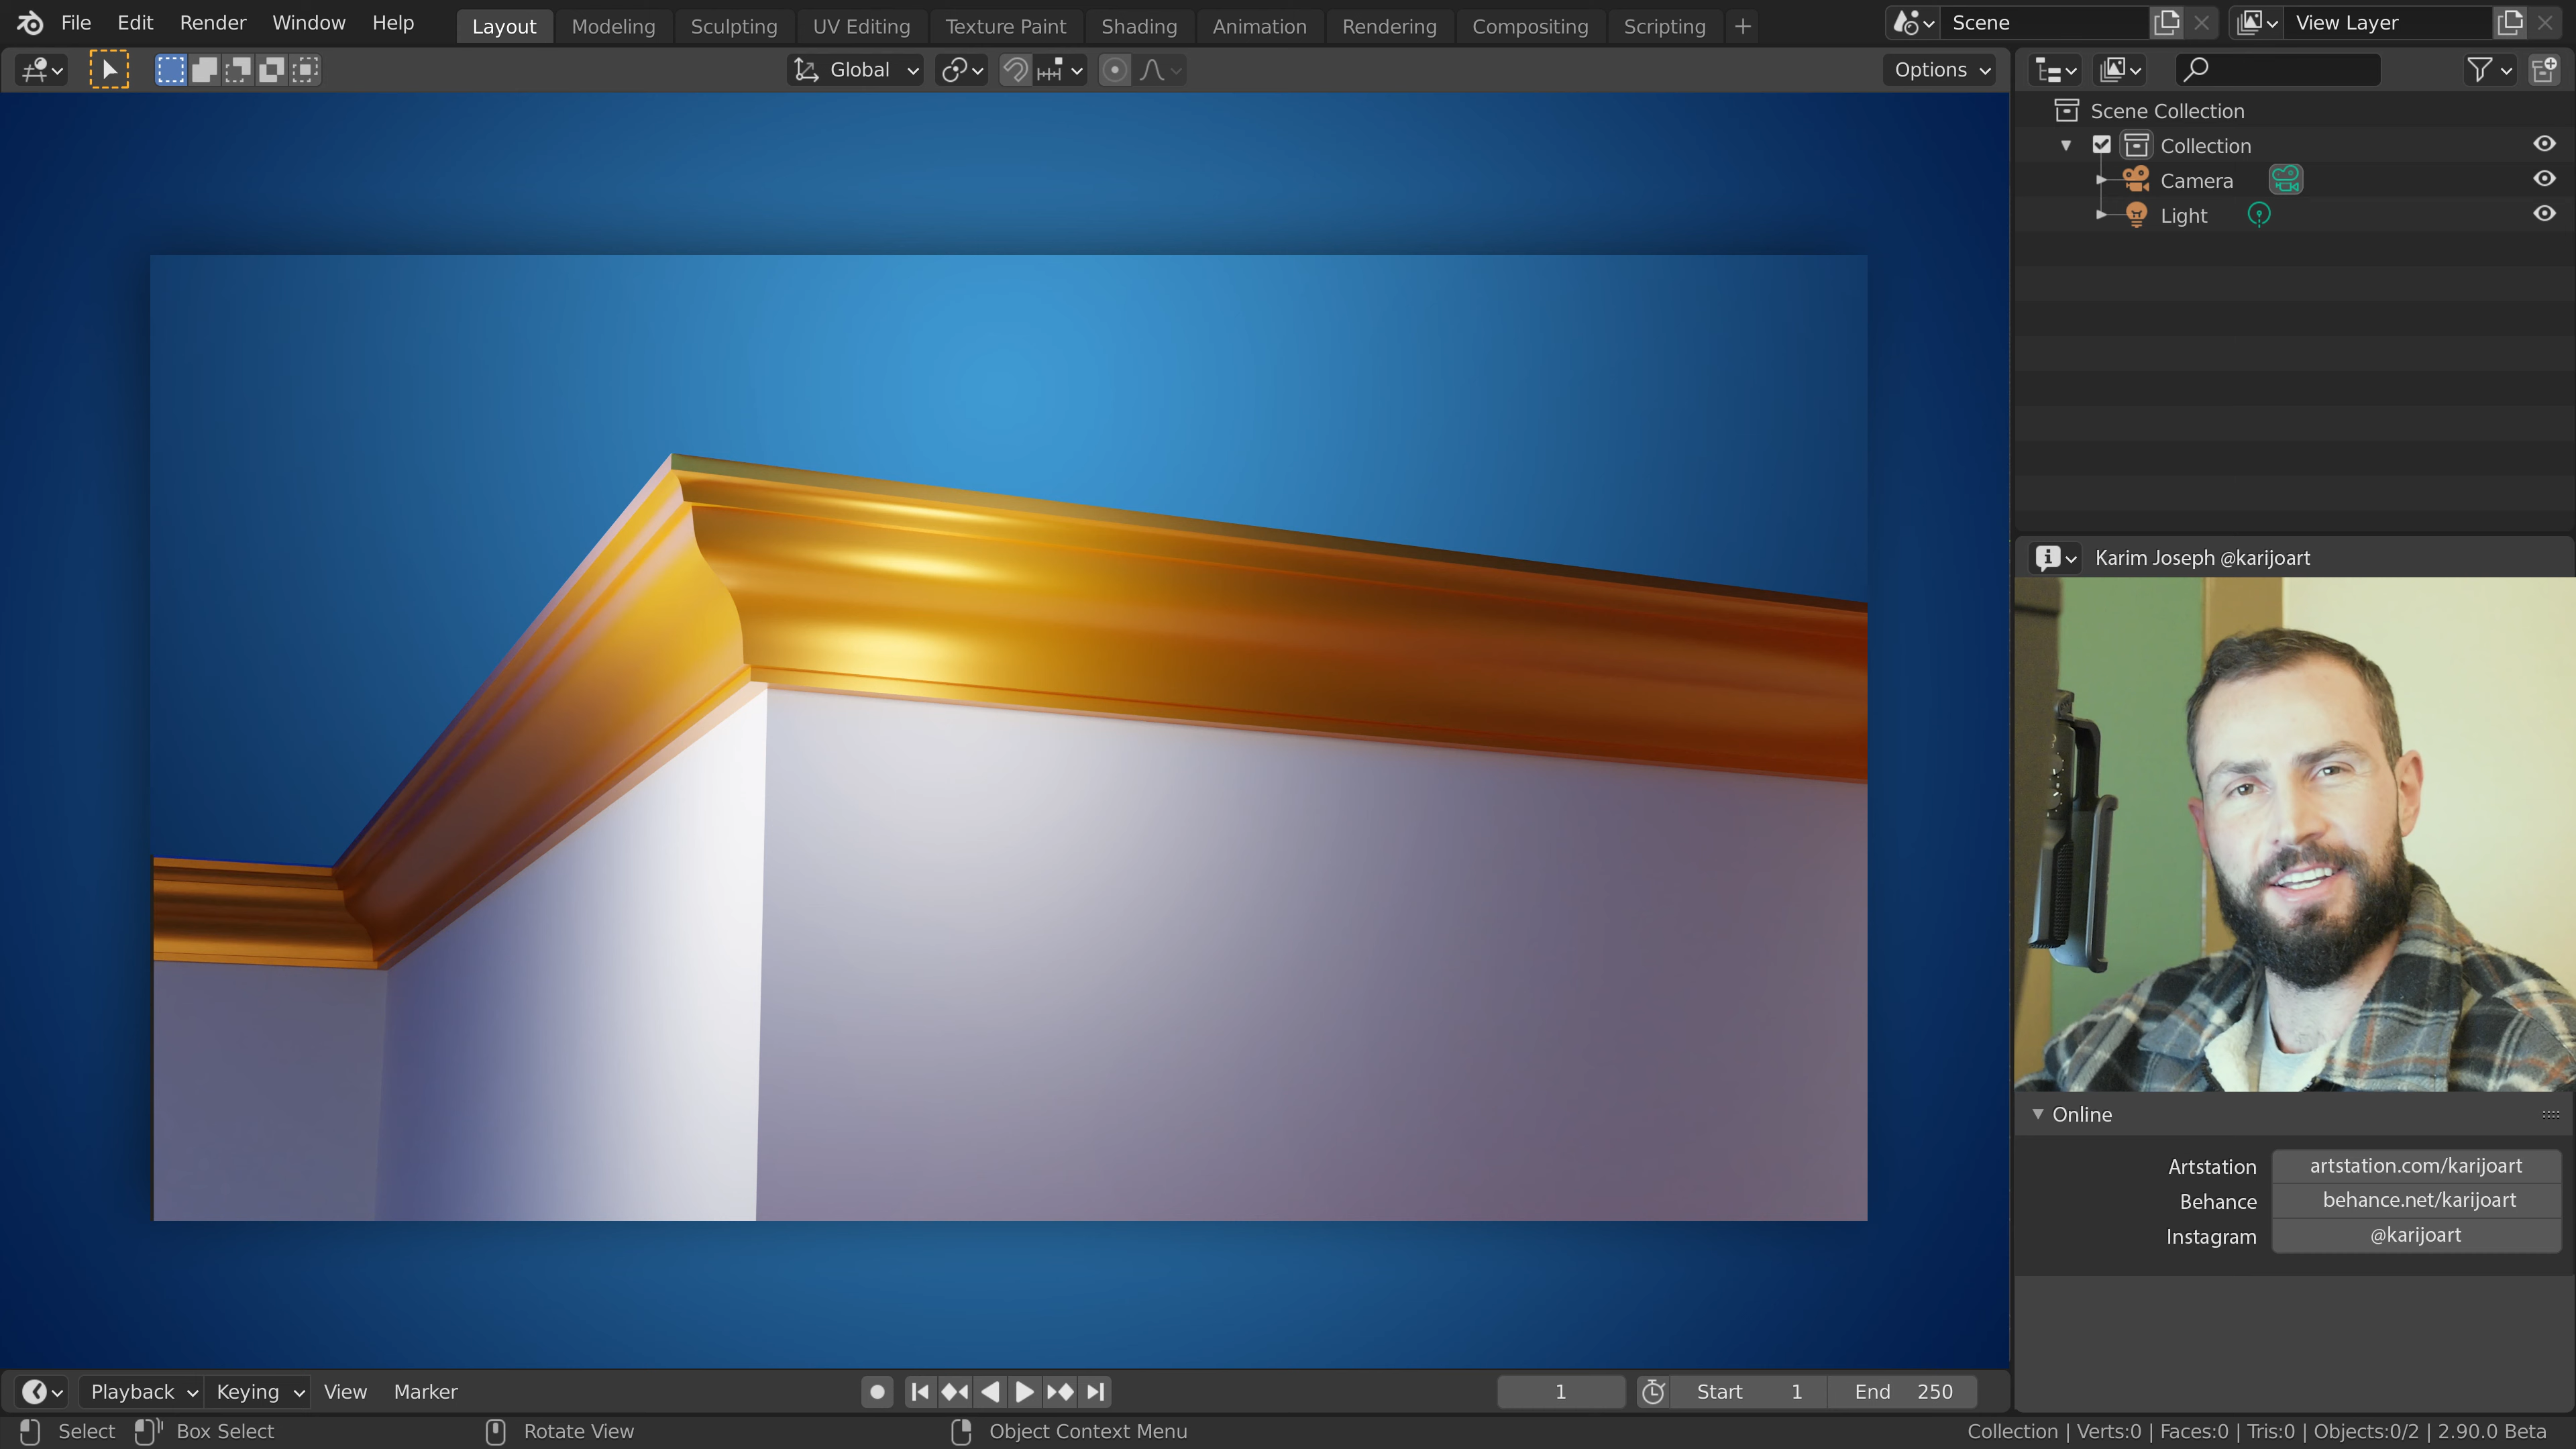 File Edit Render Window Help Layout Modeling Sculpting UV Editing Texture Paint Shading Animation Rendering Compositing Scripting Scene View Layer
Global Options
Scene Collection
Collection
Camera
Light
Karim Joseph @karijoart
Online
Artstation artstation.com/karijoart
Behance behance.net/karijoart
Instagram @karijoart
Playback Keying View Marker 1 Start 1 End 250
Select Box Select Rotate View Object Context Menu Collection | Verts:0 | Faces:0 | Tris:0 | Objects:0/2 | 2.90.0 Beta